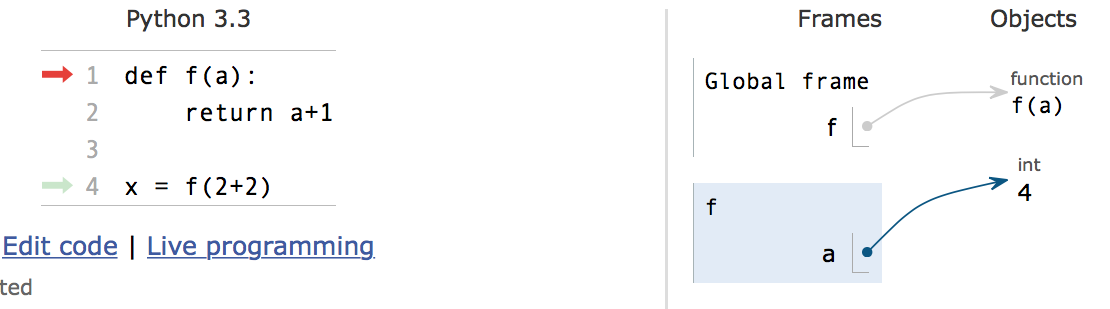 Python 3.3
1 def f(a):
2     return a+1
3
4 x = f(2+2)
Edit code | Live programming
ted
Frames Objects
Global frame
f
function
f(a)
f
a
int
4